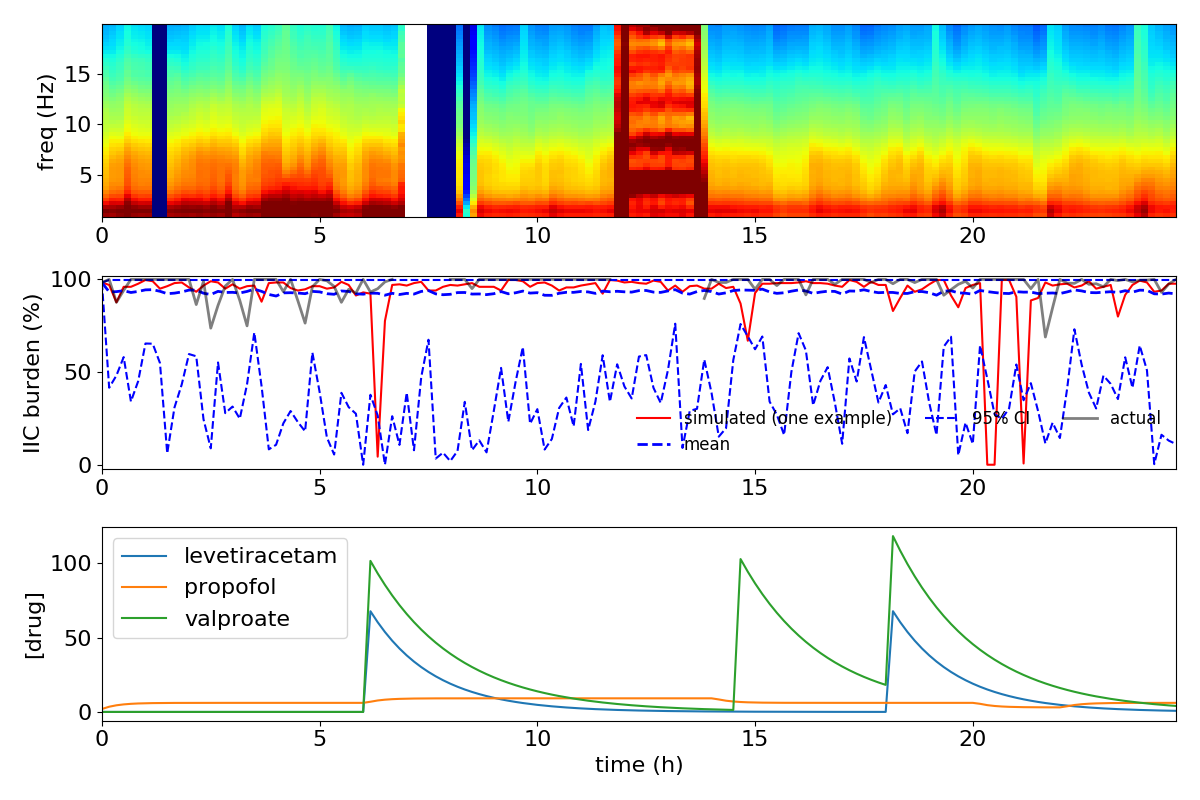 freq (Hz)
15
10
5
0 5 10 15 20
IIC burden (%)
100
50
0
simulated (one example) 95% CI actual
mean
0 5 10 15 20
[drug]
100
50
0
levetiracetam
propofol
valproate
0 5 10 15 20
time (h)